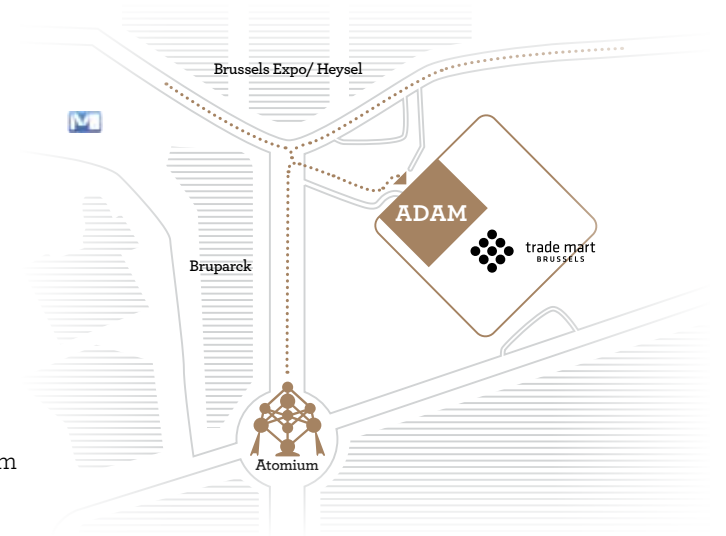 Brussels Expo/ Heysel
M
ADAM
trade mart
BRUSSELS
Bruparck
m
Atomium